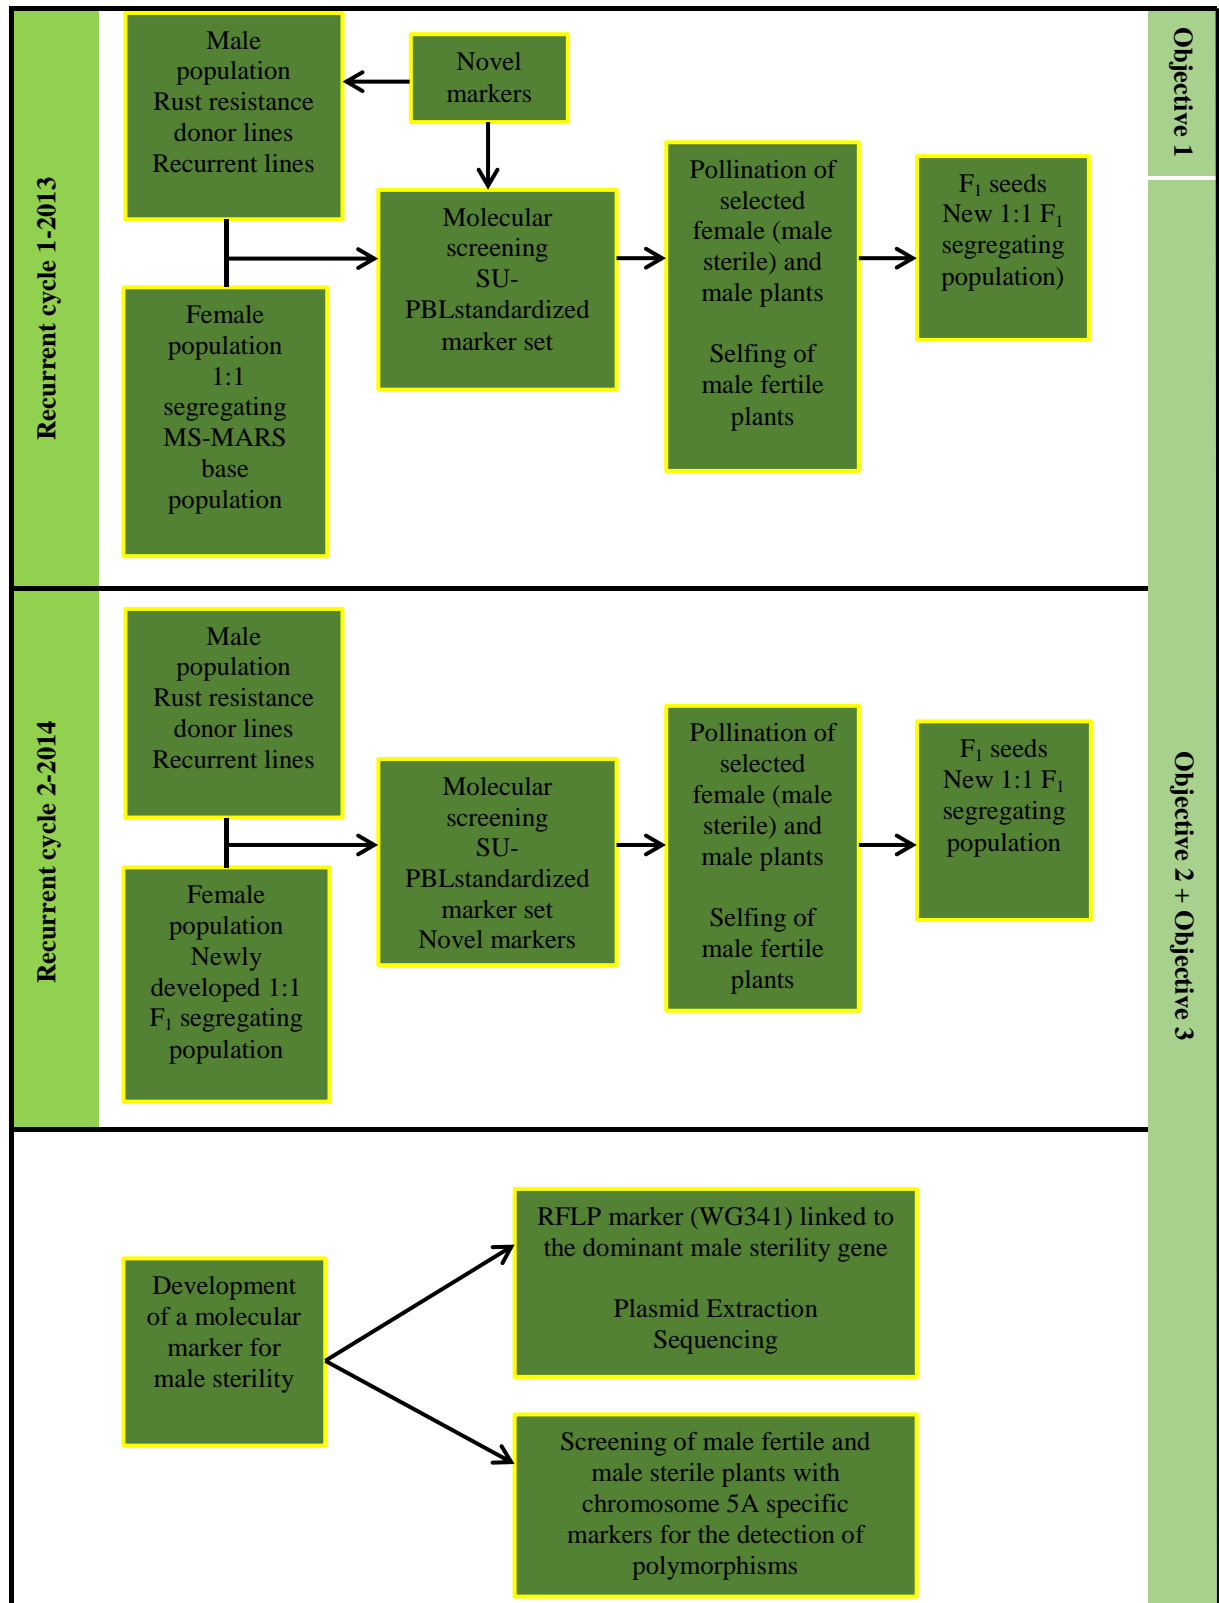 Recurrent cycle 1-2013
Male
population
Rust resistance
donor lines
Recurrent lines
Novel
markers
Female
population
1:1
segregating
MS-MARS
base
population
Molecular
screening
SU-
PBLstandardized
marker set
Pollination of
selected
female (male
sterile) and
male plants
Selfing of
male fertile
plants
F₁ seeds
New 1:1 F₁
segregating
population)
Objective 1
Recurrent cycle 2-2014
Male
population
Rust resistance
donor lines
Recurrent lines
Female
population
Newly
developed 1:1
F₁ segregating
population
Molecular
screening
SU-
PBLstandardized
marker set
Novel markers
Pollination of
selected
female (male
sterile) and
male plants
Selfing of
male fertile
plants
F₁ seeds
New 1:1 F₁
segregating
population
Objective 2 + Objective 3
Development
of a molecular
marker for
male sterility
RFLP marker (WG341) linked to
the dominant male sterility gene
Plasmid Extraction
Sequencing
Screening of male fertile and
male sterile plants with
chromosome 5A specific
markers for the detection of
polymorphisms